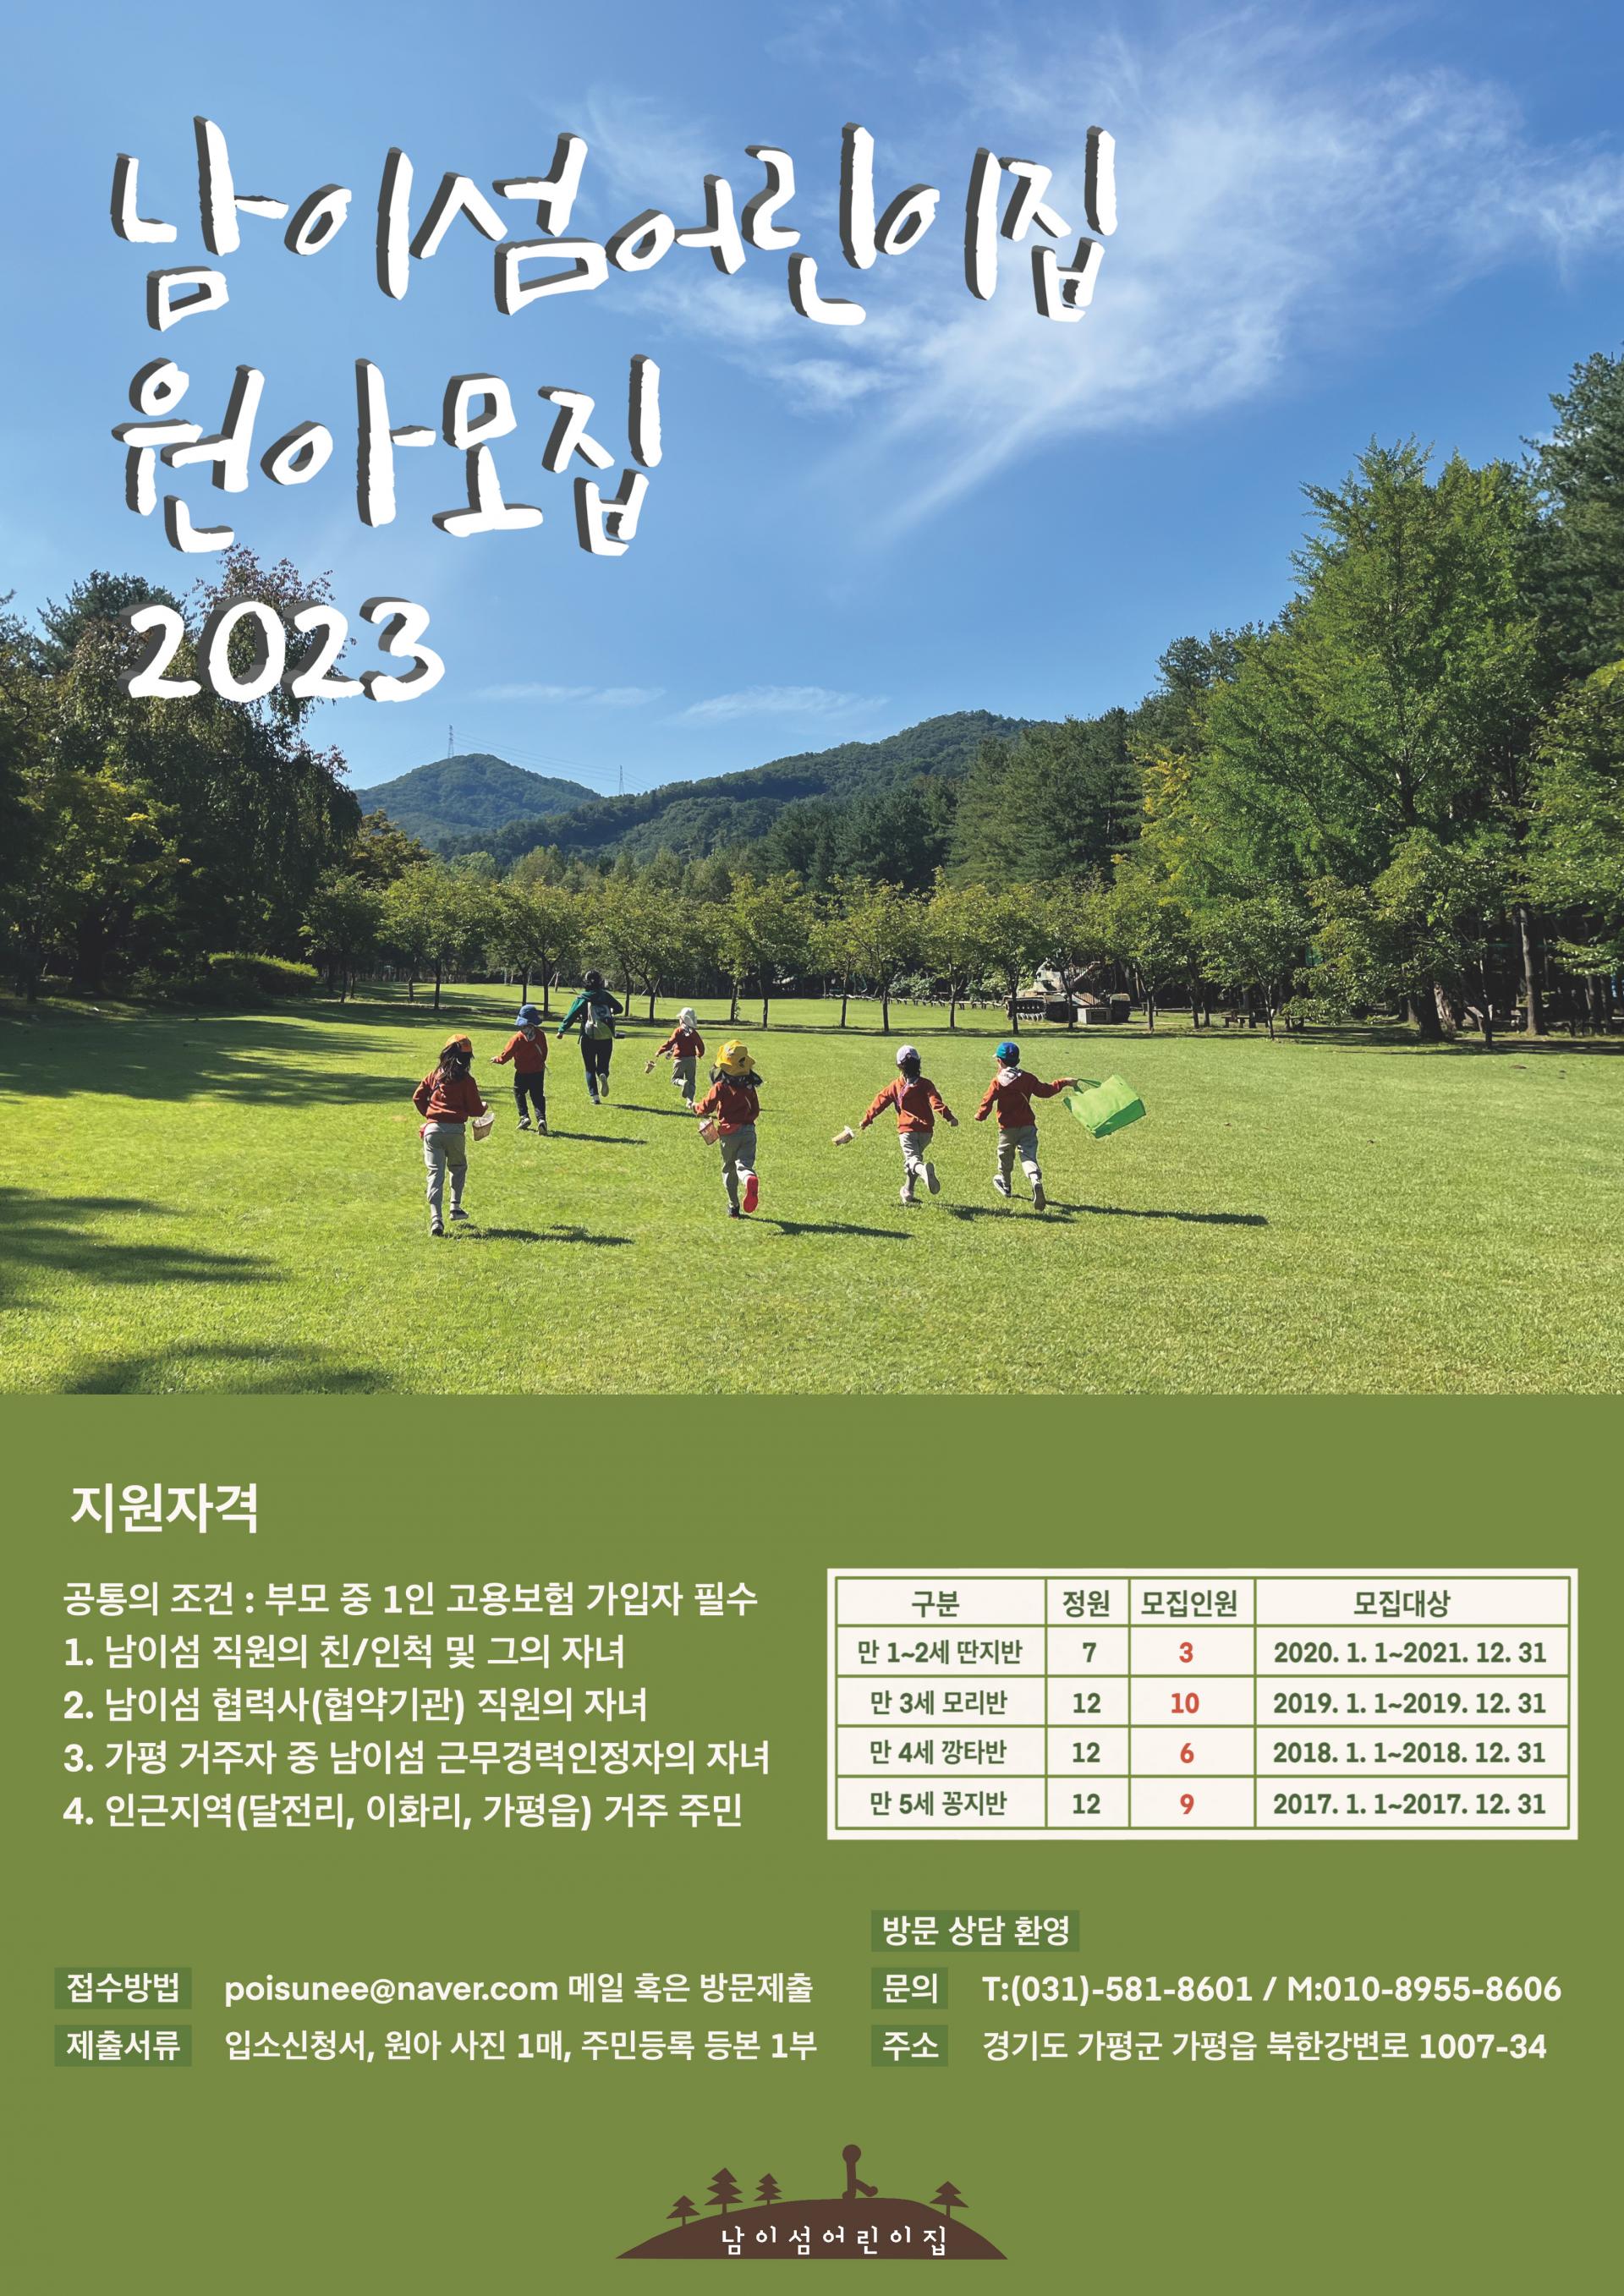 남이섬어린이집
원아모집
2023
지원자격
공통의 조건 : 부모 중 1인 고용보험 가입자 필수
1. 남이섬 직원의 친/인척 및 그의 자녀
2. 남이섬 협력사(협약기관) 직원의 자녀
3. 가평 거주자 중 남이섬 근무경력인정자의 자녀
4. 인근지역(달전리, 이화리, 가평읍) 거주 주민
구분 정원 모집인원 모집대상
만 1~2세 딴지반 7 3 2020. 1. 1~2021. 12. 31
만 3세 모리반 12 10 2019. 1. 1~2019. 12. 31
만 4세 깡타반 12 6 2018. 1. 1~2018. 12. 31
만 5세 꽁지반 12 9 2017. 1. 1~2017. 12. 31
접수방법 poisunee@naver.com 메일 혹은 방문제출
제출서류 입소신청서, 원아 사진 1매, 주민등록 등본 1부
방문 상담 환영
문의 T:(031)-581-8601 / M:010-8955-8606
주소 경기도 가평군 가평읍 북한강변로 1007-34
남이섬어린이집